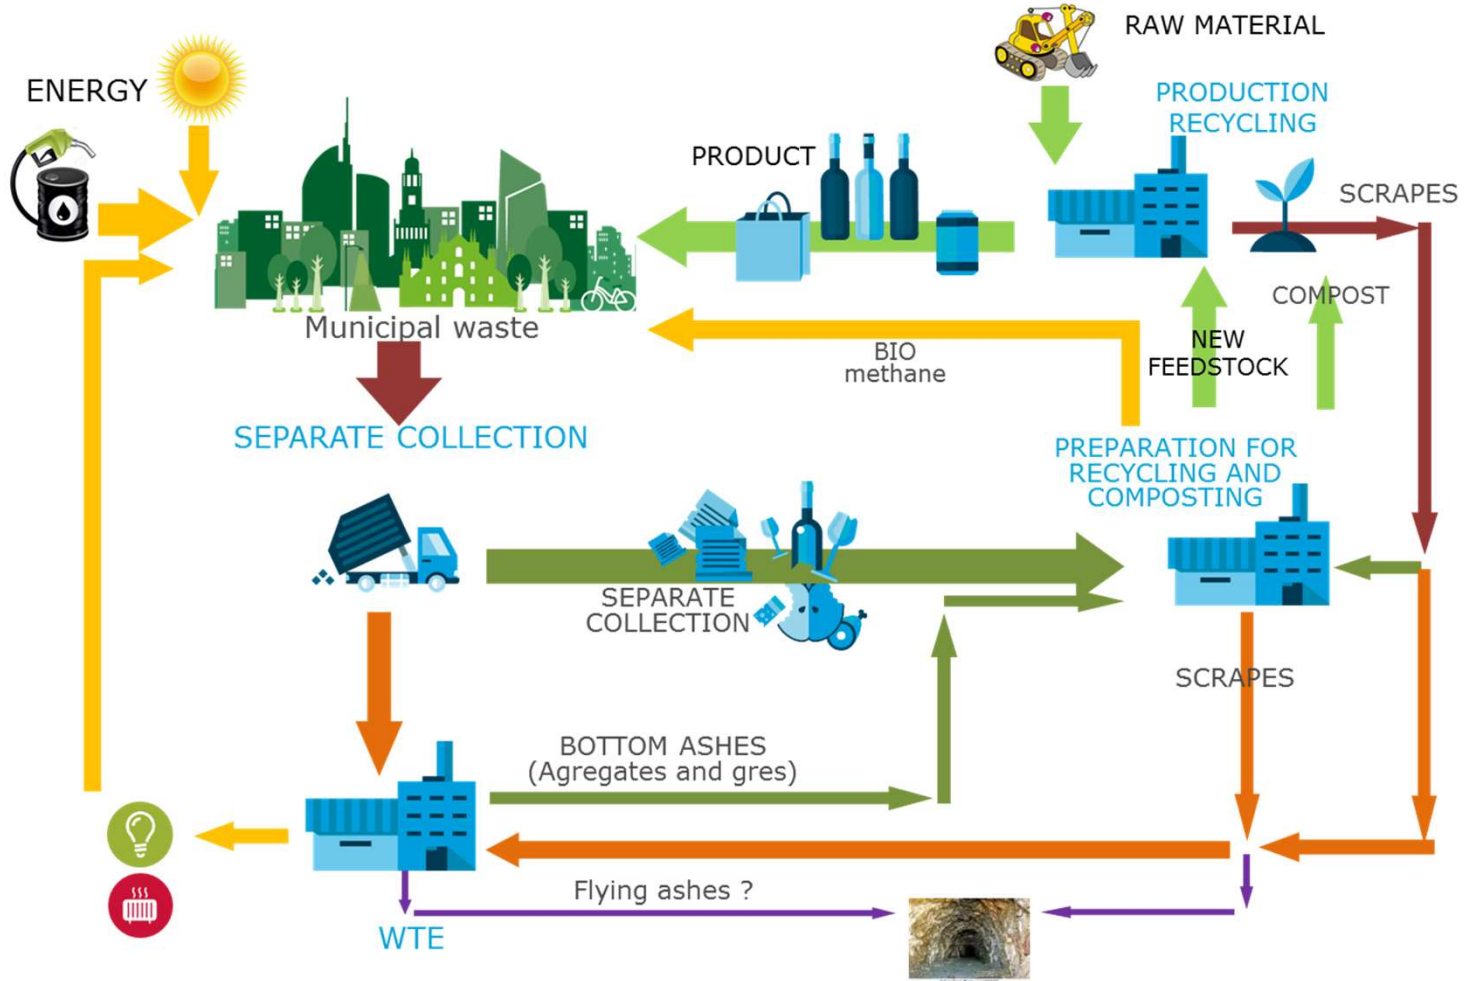 RAW MATERIAL
ENERGY
PRODUCTION
RECYCLING
PRODUCT
SCRAPES
COMPOST
Municipal waste
NEW
FEEDSTOCK
BIO
methane
SEPARATE COLLECTION
PREPARATION FOR
RECYCLING AND
COMPOSTING
SEPARATE
COLLECTION
SCRAPES
BOTTOM ASHES
(Agregates and gres)
Flying ashes ?
WTE